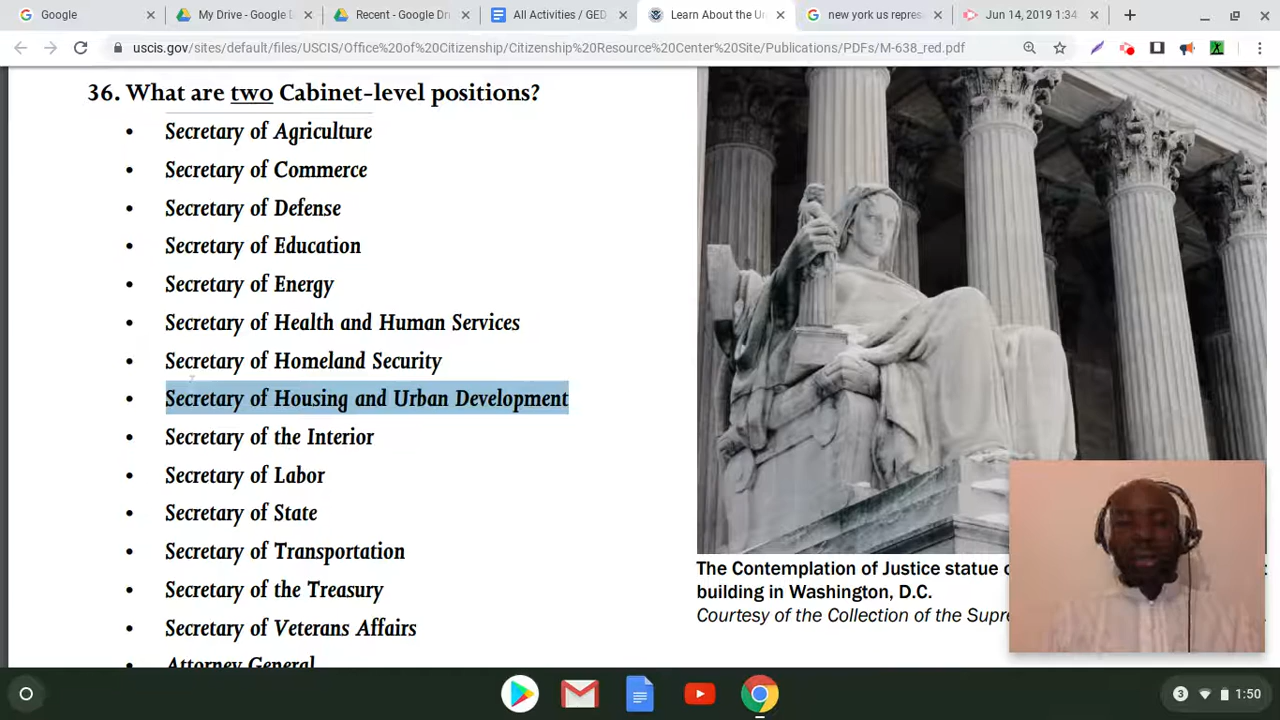 Google
My Drive - Google D
Recent - Google Dri
All Activities / GED
Learn About the Un
new york us repres
Jun 14, 2019 1:34
uscis.gov/sites/default/files/USCIS/Office%20of%20Citizenship/Citizenship%20Resource%20Center%20Site/Publications/PDFs/M-638_red.pdf
36. What are two Cabinet-level positions?
• Secretary of Agriculture
• Secretary of Commerce
• Secretary of Defense
• Secretary of Education
• Secretary of Energy
• Secretary of Health and Human Services
• Secretary of Homeland Security
• Secretary of Housing and Urban Development
• Secretary of the Interior
• Secretary of Labor
• Secretary of State
• Secretary of Transportation
• Secretary of the Treasury
• Secretary of Veterans Affairs
• Attorney General
The Contemplation of Justice statue
building in Washington, D.C.
Courtesy of the Collection of the Supre
3
1:50